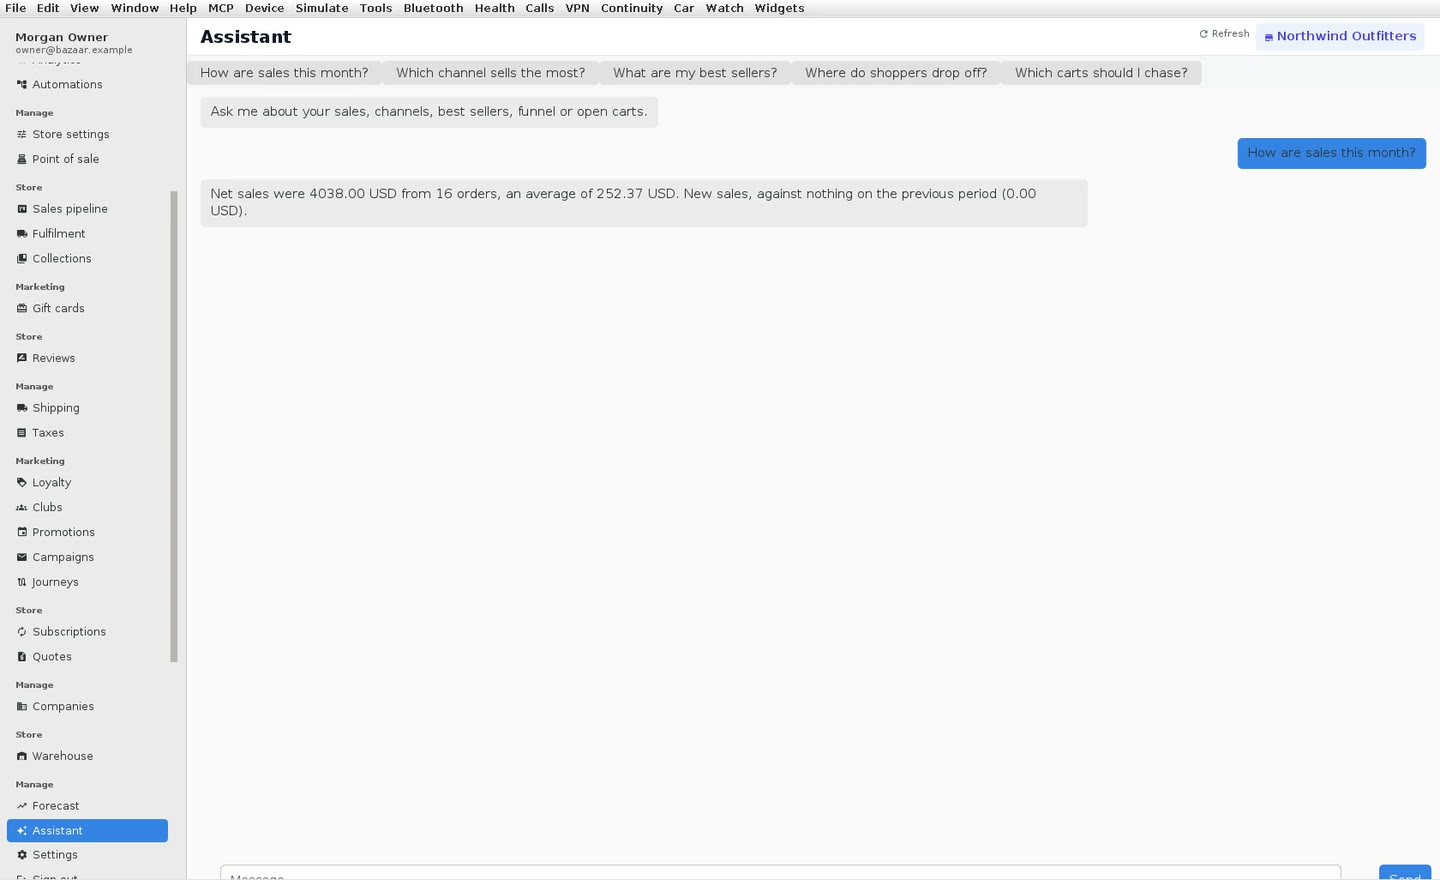 File Edit View Window Help MCP Device Simulate Tools Bluetooth Health Calls VPN Continuity Car Watch Widgets
Morgan Owner
owner@bazaar.example
Analytics
Automations
Manage
Store settings
Point of sale
Store
Sales pipeline
Fulfilment
Collections
Marketing
Gift cards
Store
Reviews
Manage
Shipping
Taxes
Marketing
Loyalty
Clubs
Promotions
Campaigns
Journeys
Store
Subscriptions
Quotes
Manage
Companies
Store
Warehouse
Manage
Forecast
Assistant
Settings
Sign out
Assistant
Refresh
Northwind Outfitters
How are sales this month? Which channel sells the most? What are my best sellers? Where do shoppers drop off? Which carts should I chase?
Ask me about your sales, channels, best sellers, funnel or open carts.
How are sales this month?
Net sales were 4038.00 USD from 16 orders, an average of 252.37 USD. New sales, against nothing on the previous period (0.00
USD).
Message
Send